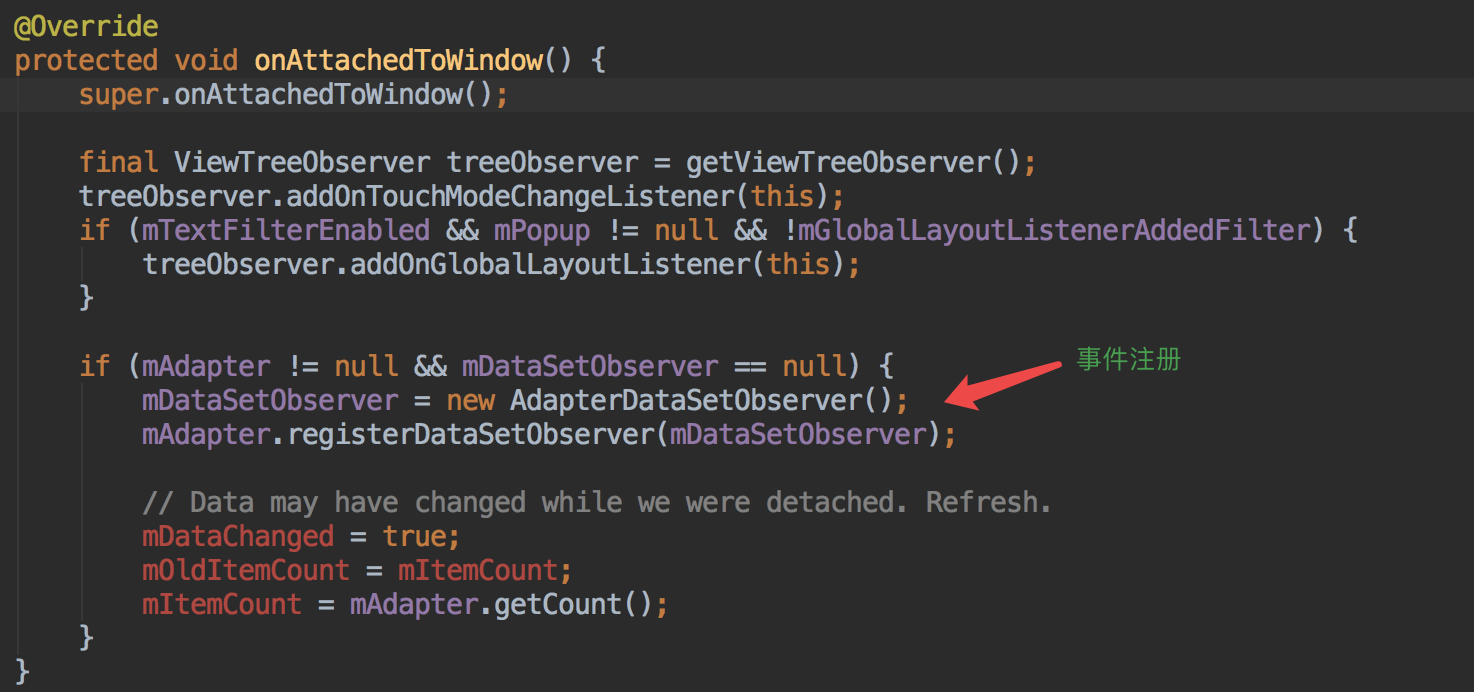 @Override
protected void onAttachedToWindow() {
    super.onAttachedToWindow();

    final ViewTreeObserver treeObserver = getViewTreeObserver();
    treeObserver.addOnTouchModeChangeListener(this);
    if (mTextFilterEnabled && mPopup != null && !mGlobalLayoutListenerAddedFilter) {
        treeObserver.addOnGlobalLayoutListener(this);
    }

    if (mAdapter != null && mDataSetObserver == null) {
事件注册
        mDataSetObserver = new AdapterDataSetObserver();
        mAdapter.registerDataSetObserver(mDataSetObserver);

        // Data may have changed while we were detached. Refresh.
        mDataChanged = true;
        mOldItemCount = mItemCount;
        mItemCount = mAdapter.getCount();
    }
}